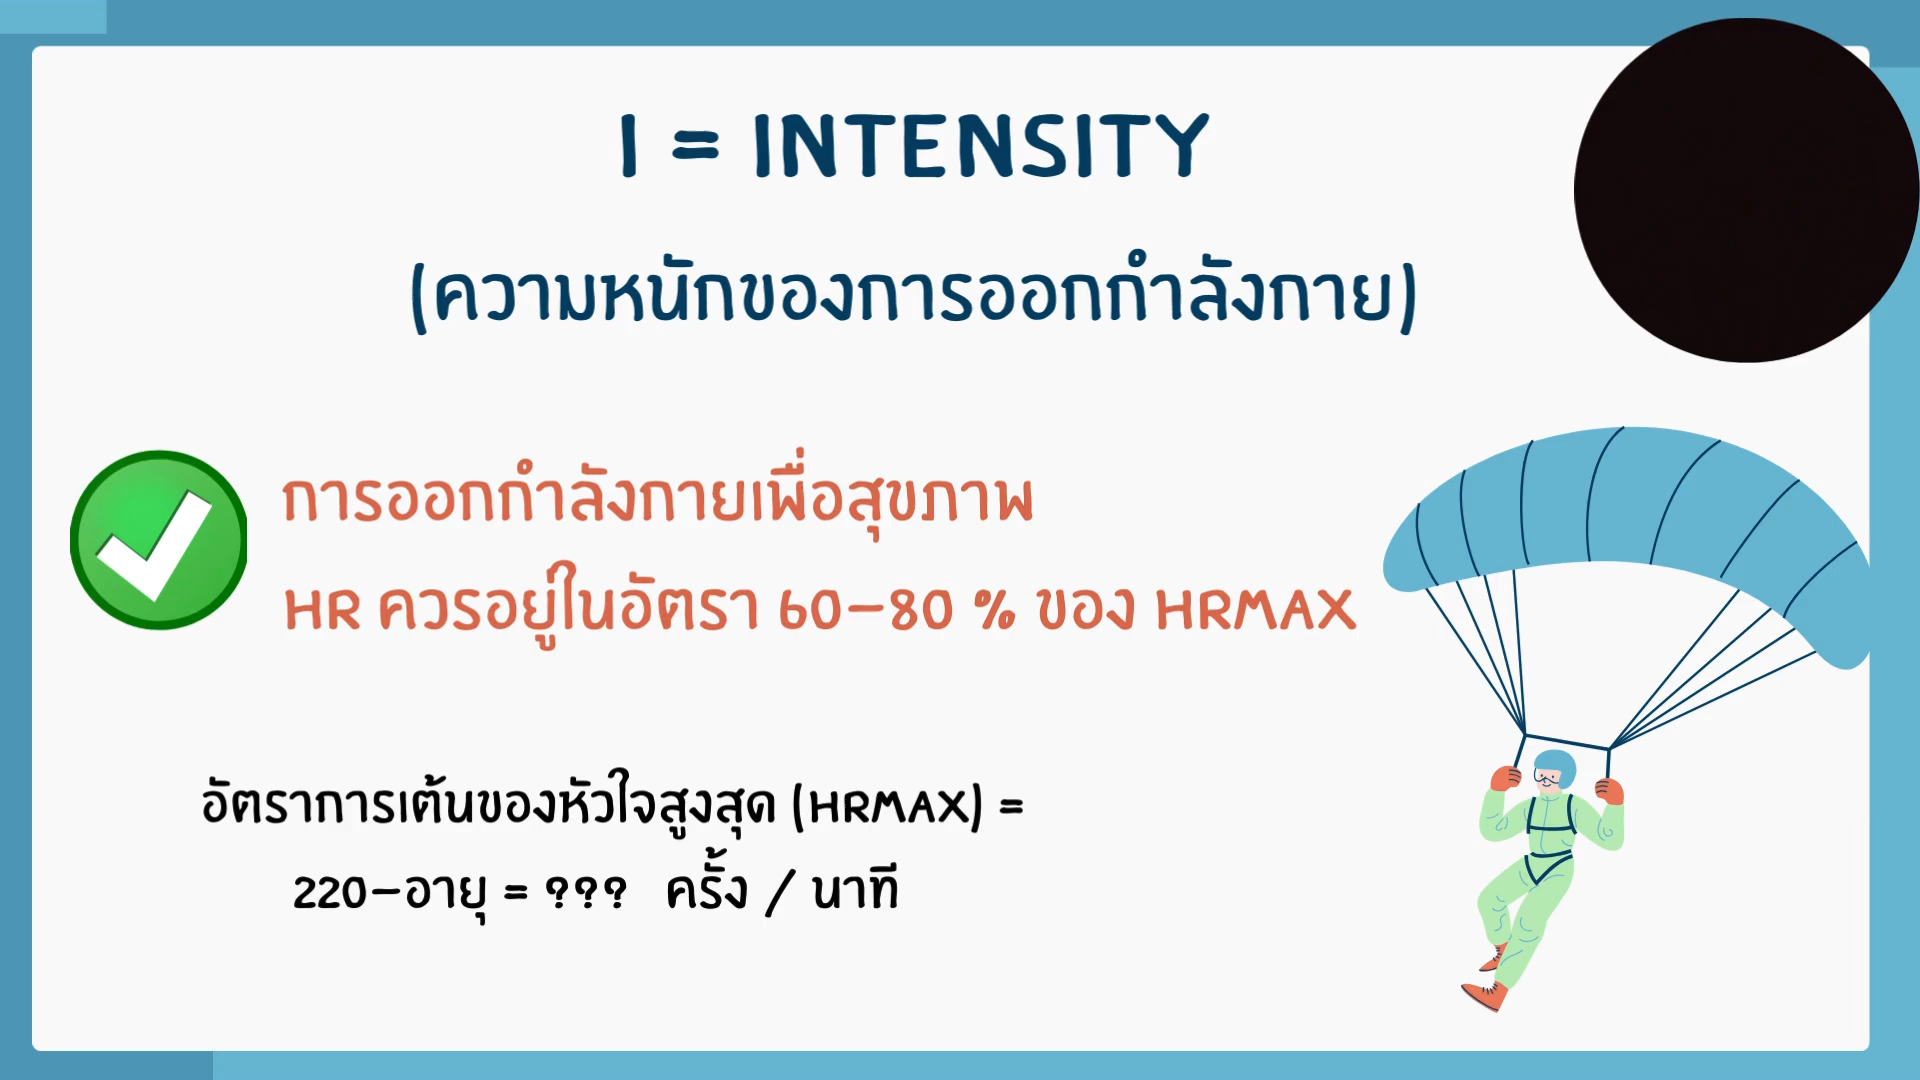 I = INTENSITY
(ความหนักของการออกกำลังกาย)
การออกกำลังกายเพื่อสุขภาพ
HR ควรอยู่ในอัตรา 60-80 % ของ HRMAX
อัตราการเต้นของหัวใจสูงสุด (HRMAX) =
220-อายุ = ??? ครั้ง / นาที